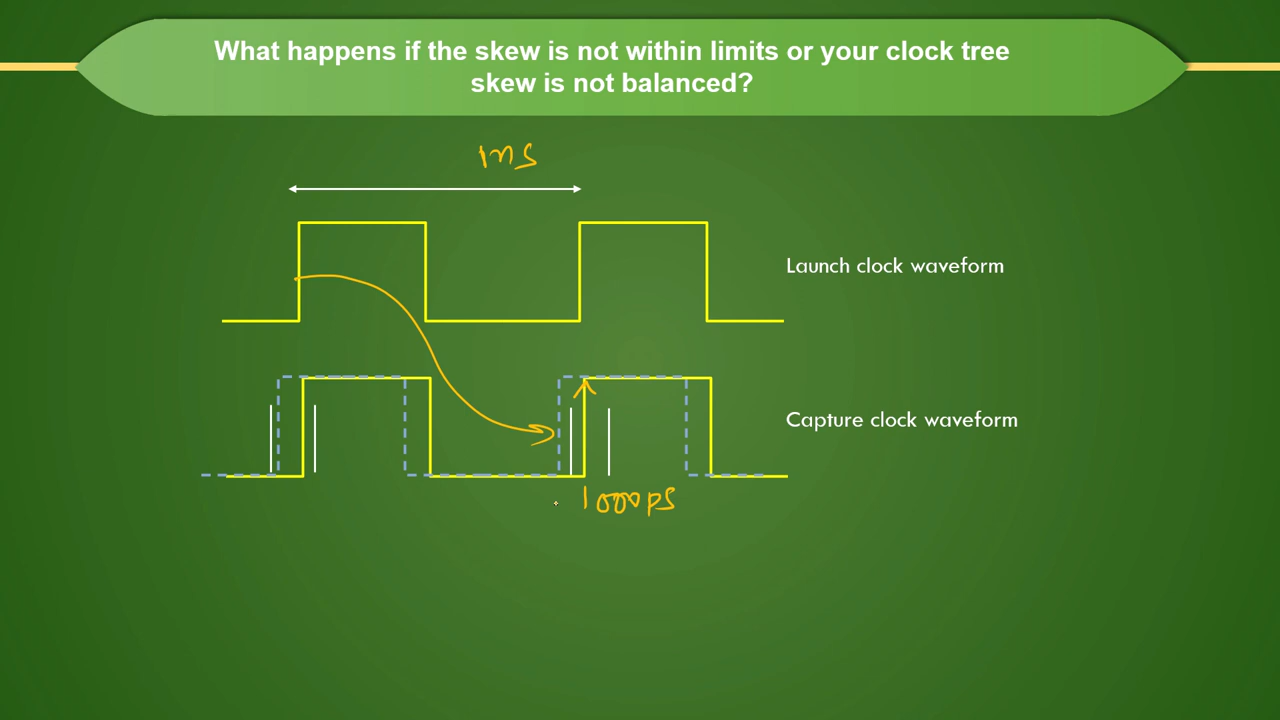 What happens if the skew is not within limits or your clock tree
skew is not balanced?
1ns
Launch clock waveform
Capture clock waveform
1000ps